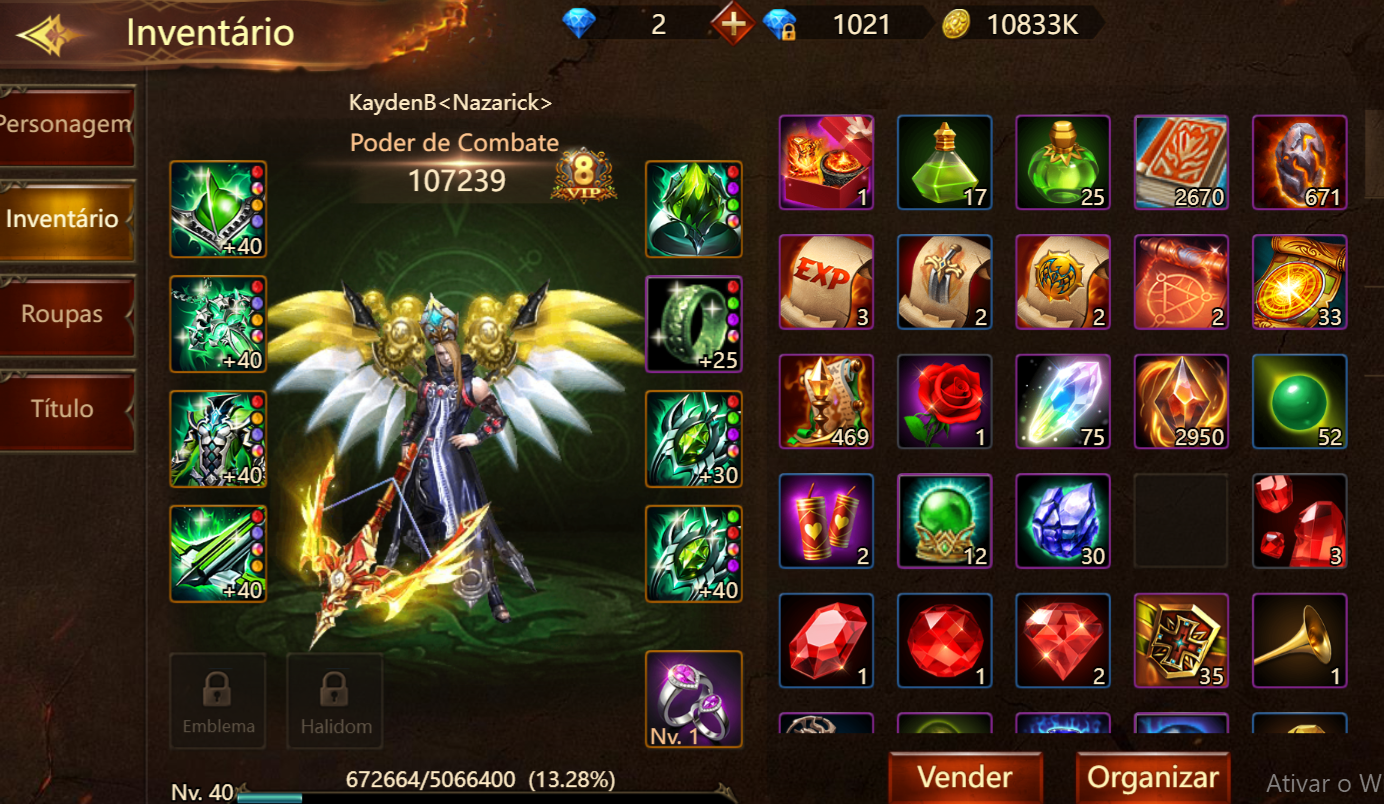 Inventário
2
1021
10833K
Personagem
Inventário
Roupas
Título
KaydenB<Nazarick>
Poder de Combate
107239
8
VIP
+40
+40
+25
+40
+30
+40
+40
Emblema
Halidom
Nv. 1
672664/5066400 (13.28%)
Nv. 40
1
17
25
2670
671
EXP
3
2
2
2
33
469
1
75
2950
52
2
12
30
3
1
1
2
35
1
Vender
Organizar
Ativar o W